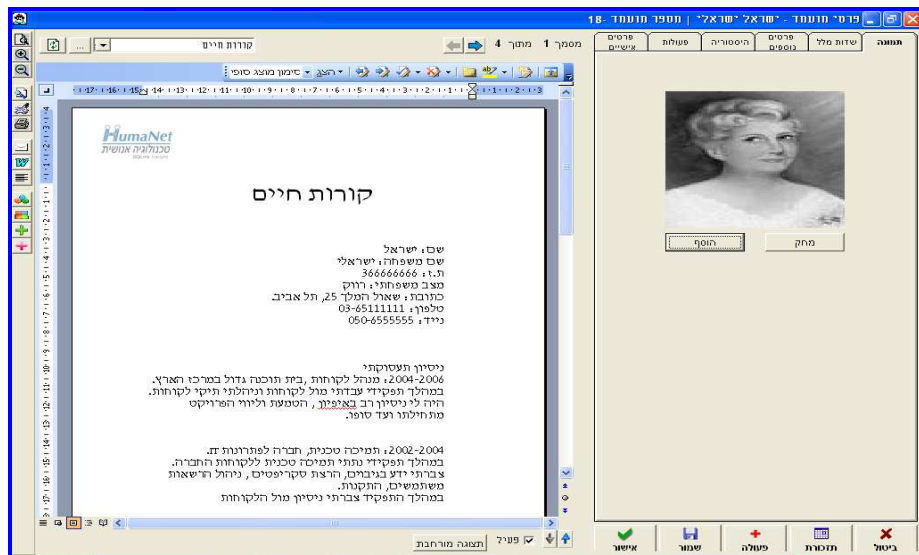 פרטי מועמד - ישראל ישראלי | מספר מועמד -18
תמונה
שדות מלל
פרטים נוספים
היסטוריה
פעולות
פרטים אישיים
מסמך 1 מתוך 4
קורות חיים
...
הצג
סימון מוצג סופי
HumaNet
טכנולוגיה אנושית
קורות חיים
שם: ישראל
שם משפחה: ישראלי
ת.ז: 366666666
מצב משפחתי: רווק
כתובת: שאול המלך 25, תל אביב.
טלפון: 03-65111111
נייד: 050-6555555
ניסיון תעסוקתי
2004-2006: מנהל לקוחות ,בית תוכנה גדול במרכז הארץ.
במהלך תפקידי עבדתי מול לקוחות וניהלתי תיקי לקוחות.
היה לי ניסיון רב באיפיון , הטמעת וליווי הפרויקט
מתחילתו ועד סופו.
2002-2004: תמיכה טכנית, חברה לפתרונות IT.
במהלך תפקידי נתתי תמיכה טכנית ללקוחות החברה.
צברתי ידע בגיבוים, הרצת סקריפטים , ניהול הרשאות
משתמשים, התקנות.
במהלך התפקיד צברתי ניסיון מול הלקוחות
מחק
הוסף
פעיל
תצוגה מורחבת
ביטול
תזכורת
פעולה
שמור
אישור